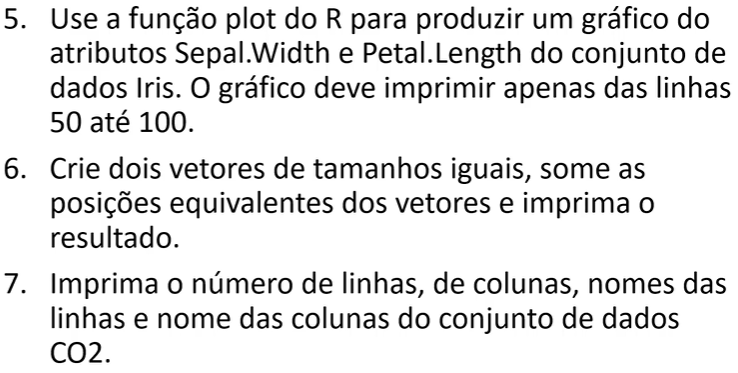 5. Use a função plot do R para produzir um gráfico do
atributos Sepal.Width e Petal.Length do conjunto de
dados Iris. O gráfico deve imprimir apenas das linhas
50 até 100.
6. Crie dois vetores de tamanhos iguais, some as
posições equivalentes dos vetores e imprima o
resultado.
7. Imprima o número de linhas, de colunas, nomes das
linhas e nome das colunas do conjunto de dados
CO2.